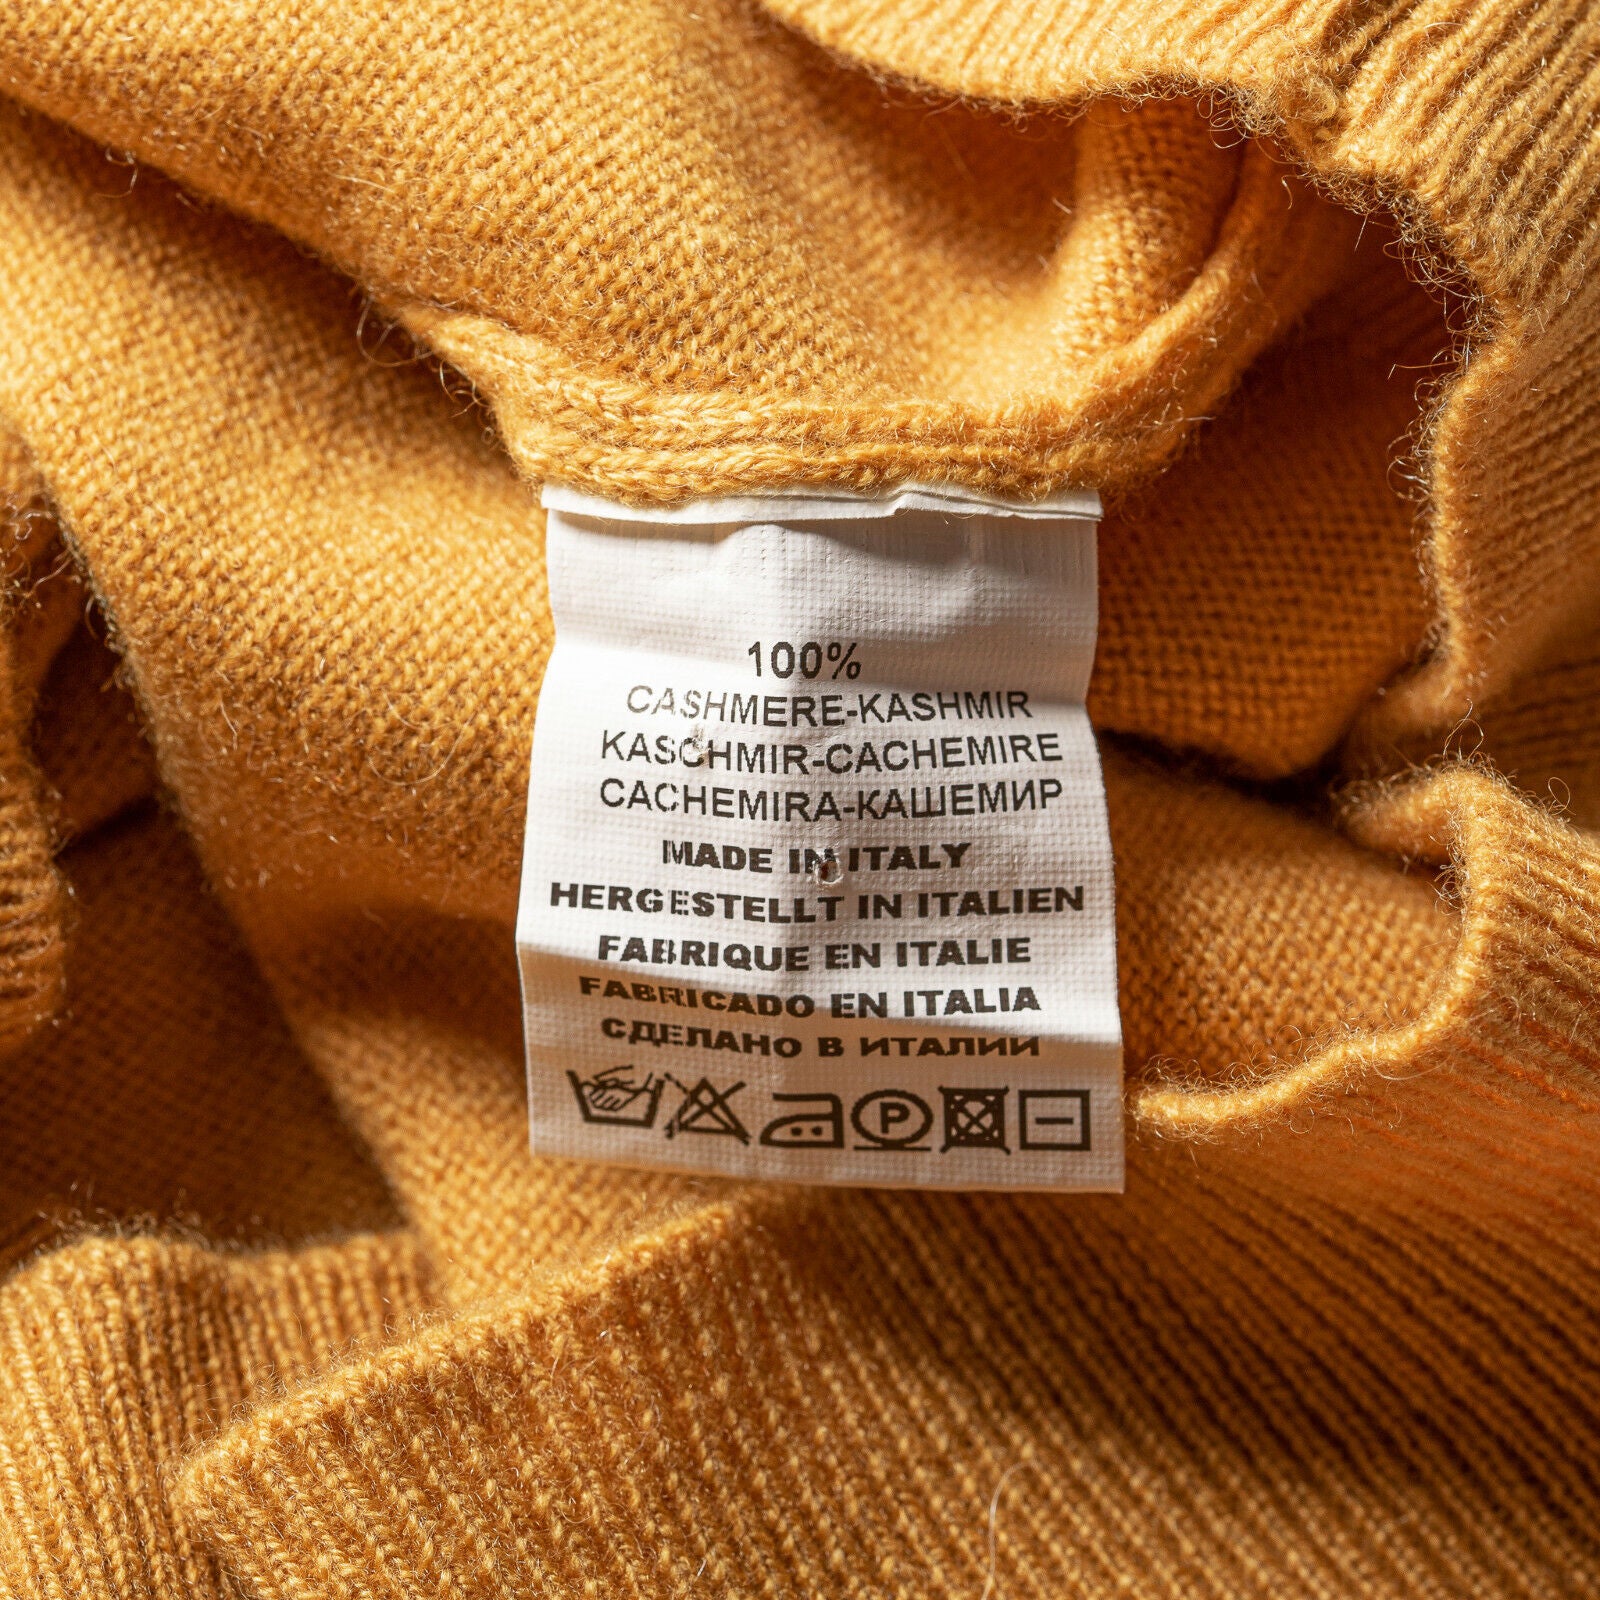 100%
CASHMERE-KASHMIR
KASCHMIR-CACHEMIRE
CACHEMIRA-КАШЕМИР
MADE IN ITALY
HERGESTELLT IN ITALIEN
FABRIQUE EN ITALIE
FABRICADO EN ITALIA
СДЕЛАНО В ИТАЛИИ
P